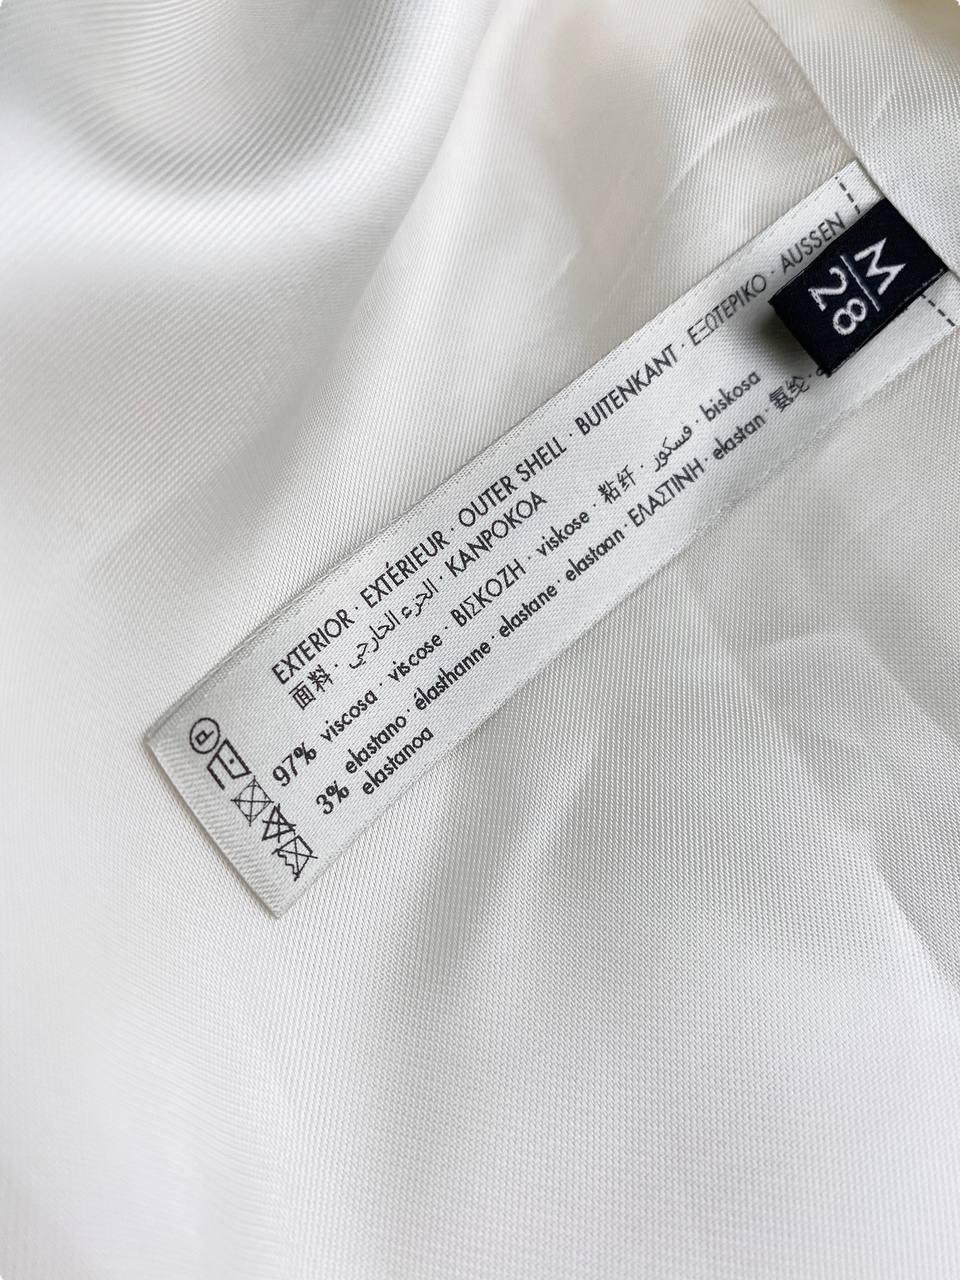 M
28
EXTERIOR · EXTÉRIEUR · OUTER SHELL · BUITENKANT · ΕΞΩΤΕΡΙΚΟ · AUSSEN
面料 · الجزء الخارجي · KANPOKOA
97% viscosa · viscose · ΒΙΣΚΟΖΗ · viskose · 粘纤 · فسكوز · biskosa
3% elastano · élasthanne · elastane · elastaan · ΕΛΑΣΤΙΝΗ · elastan · 氨纶 ·
elastanoa
P